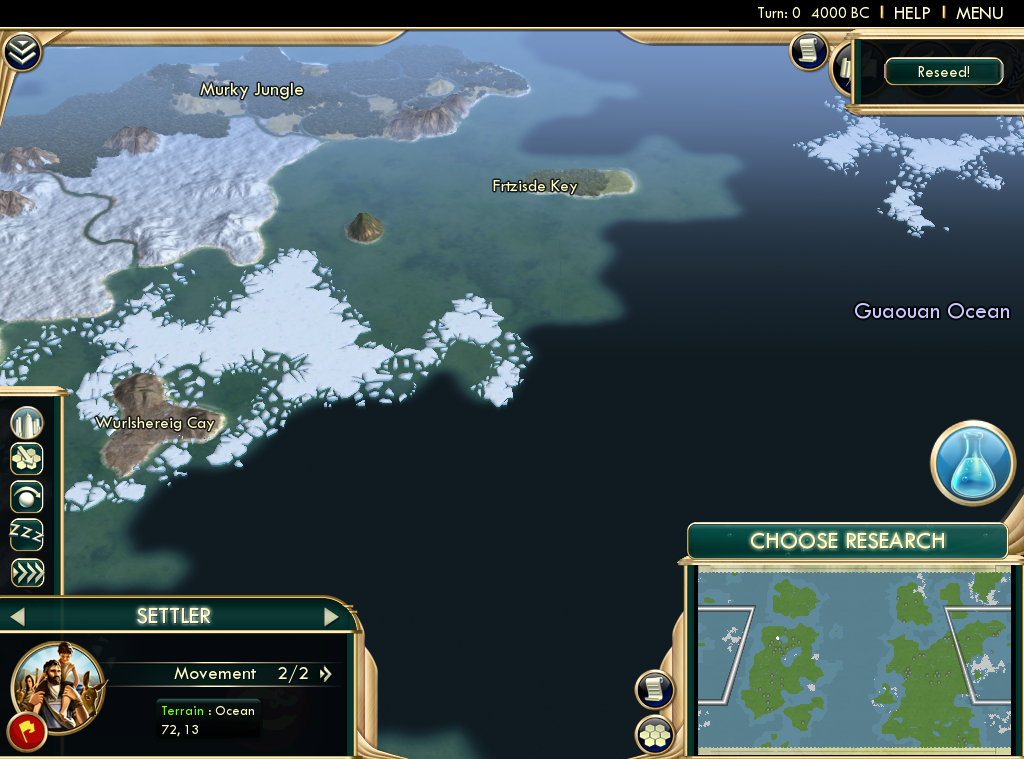 Turn: 0 4000 BC HELP MENU
Reseed!
Murky Jungle
Frtzisde Key
Guaouan Ocean
Wurlshereig Cay
ZZZ
CHOOSE RESEARCH
SETTLER
Movement 2/2
Terrain : Ocean
72, 13